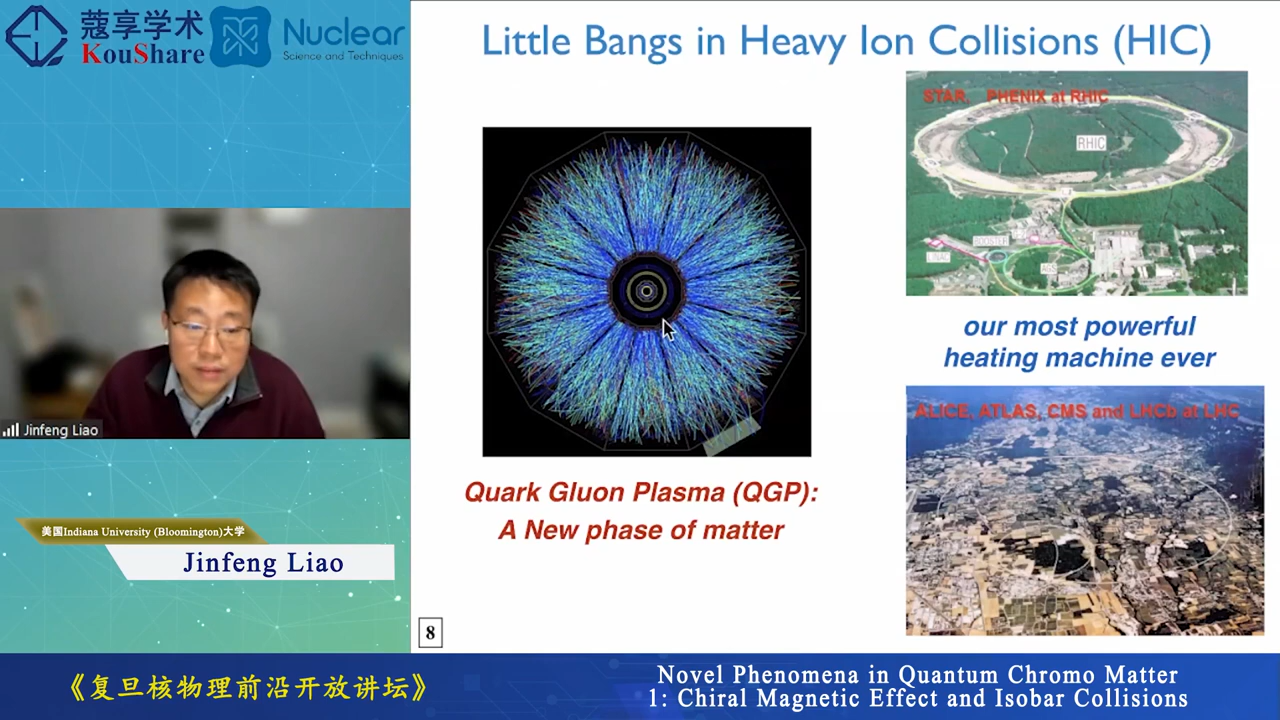 蔻享学术
KouShare
Nuclear
Science and Techniques
Jinfeng Liao
美国Indiana University (Bloomington)大学
Jinfeng Liao
Little Bangs in Heavy Ion Collisions (HIC)
STAR, PHENIX at RHIC
RHIC
BOOSTER
LINAC
AGS
our most powerful
heating machine ever
ALICE, ATLAS, CMS and LHCb at LHC
Quark Gluon Plasma (QGP):
A New phase of matter
8
《复旦核物理前沿开放讲坛》
Novel Phenomena in Quantum Chromo Matter
1: Chiral Magnetic Effect and Isobar Collisions